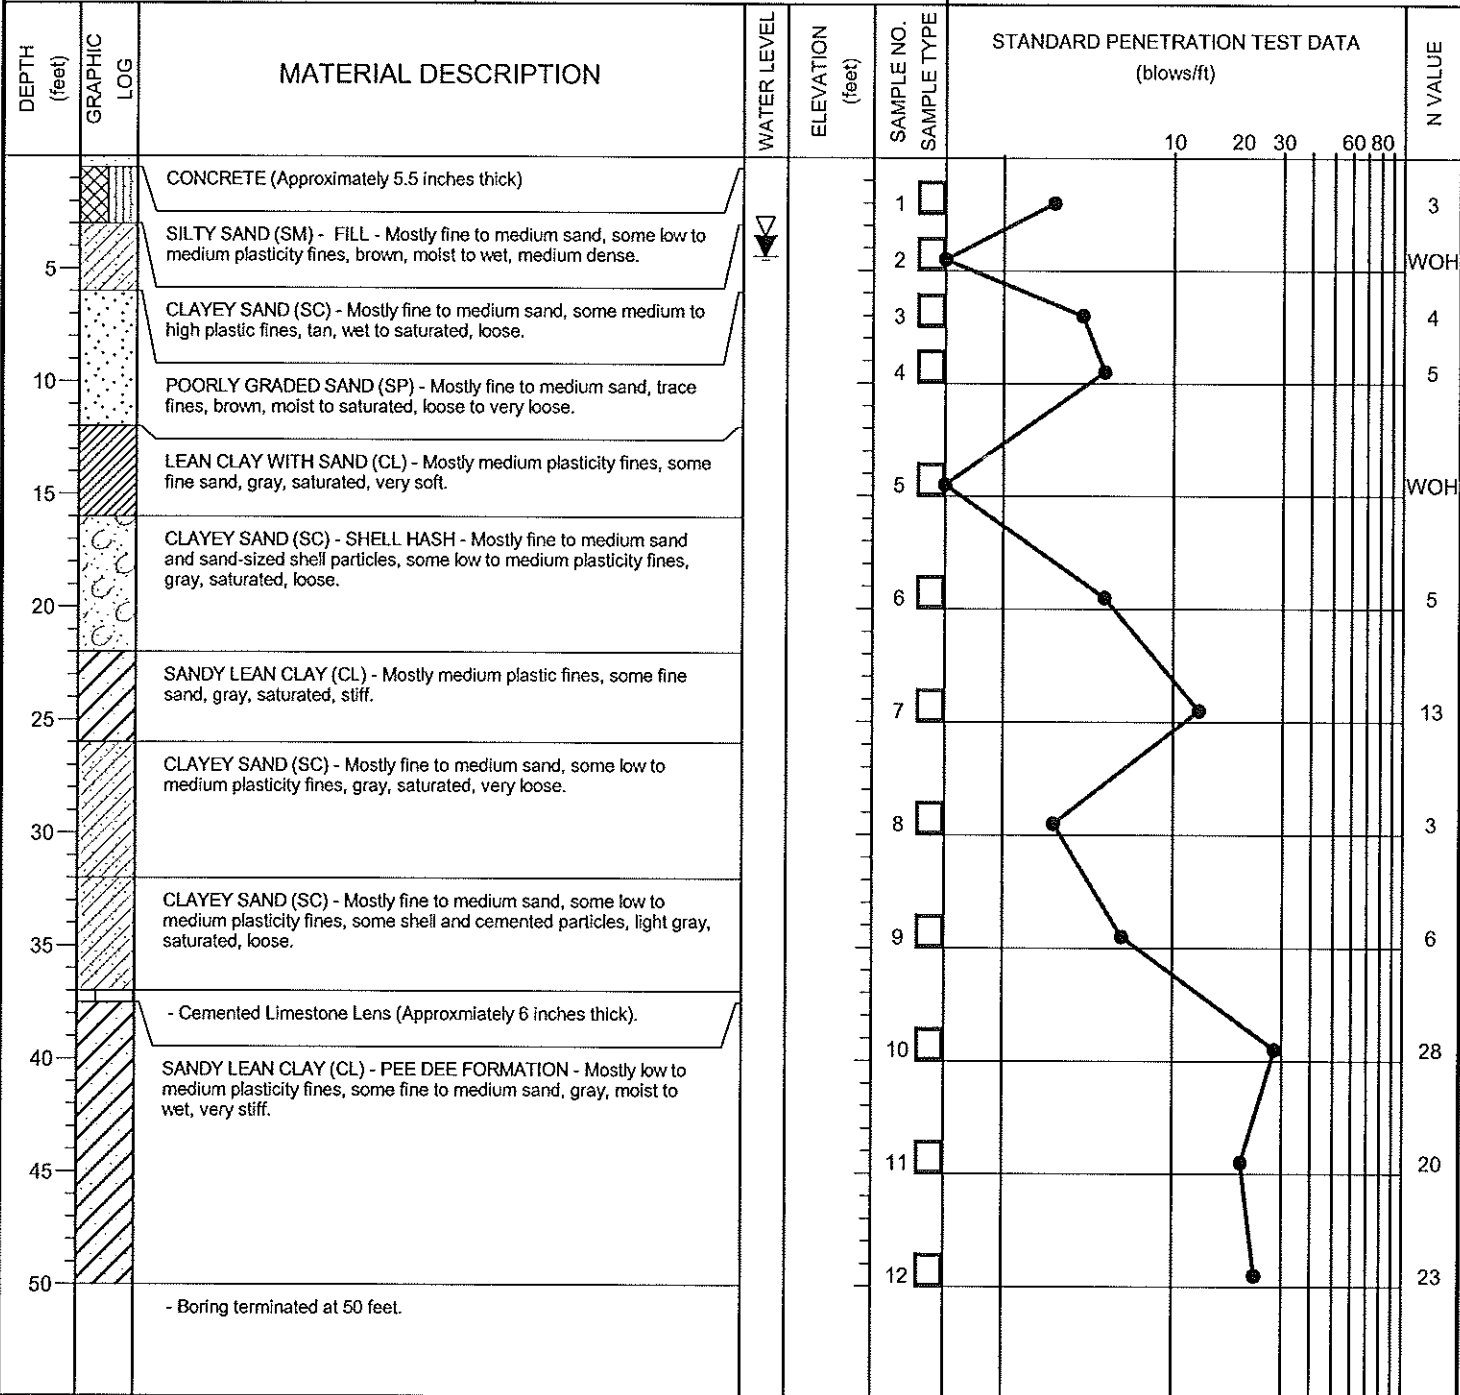 DEPTH
(feet)
GRAPHIC
LOG
MATERIAL DESCRIPTION
WATER LEVEL
ELEVATION
(feet)
SAMPLE NO.
SAMPLE TYPE
STANDARD PENETRATION TEST DATA
(blows/ft)
10 20 30 60 80
N VALUE
CONCRETE (Approximately 5.5 inches thick)
1
3
SILTY SAND (SM) - FILL - Mostly fine to medium sand, some low to
medium plasticity fines, brown, moist to wet, medium dense.
5
2
WOH
CLAYEY SAND (SC) - Mostly fine to medium sand, some medium to
high plastic fines, tan, wet to saturated, loose.
3
4
10
POORLY GRADED SAND (SP) - Mostly fine to medium sand, trace
fines, brown, moist to saturated, loose to very loose.
4
5
LEAN CLAY WITH SAND (CL) - Mostly medium plasticity fines, some
fine sand, gray, saturated, very soft.
15
5
WOH
CLAYEY SAND (SC) - SHELL HASH - Mostly fine to medium sand
and sand-sized shell particles, some low to medium plasticity fines,
gray, saturated, loose.
20
6
5
SANDY LEAN CLAY (CL) - Mostly medium plastic fines, some fine
sand, gray, saturated, stiff.
25
7
13
CLAYEY SAND (SC) - Mostly fine to medium sand, some low to
medium plasticity fines, gray, saturated, very loose.
30
8
3
CLAYEY SAND (SC) - Mostly fine to medium sand, some low to
medium plasticity fines, some shell and cemented particles, light gray,
saturated, loose.
35
9
6
- Cemented Limestone Lens (Approxmiately 6 inches thick).
40
10
28
SANDY LEAN CLAY (CL) - PEE DEE FORMATION - Mostly low to
medium plasticity fines, some fine to medium sand, gray, moist to
wet, very stiff.
45
11
20
50
12
23
- Boring terminated at 50 feet.